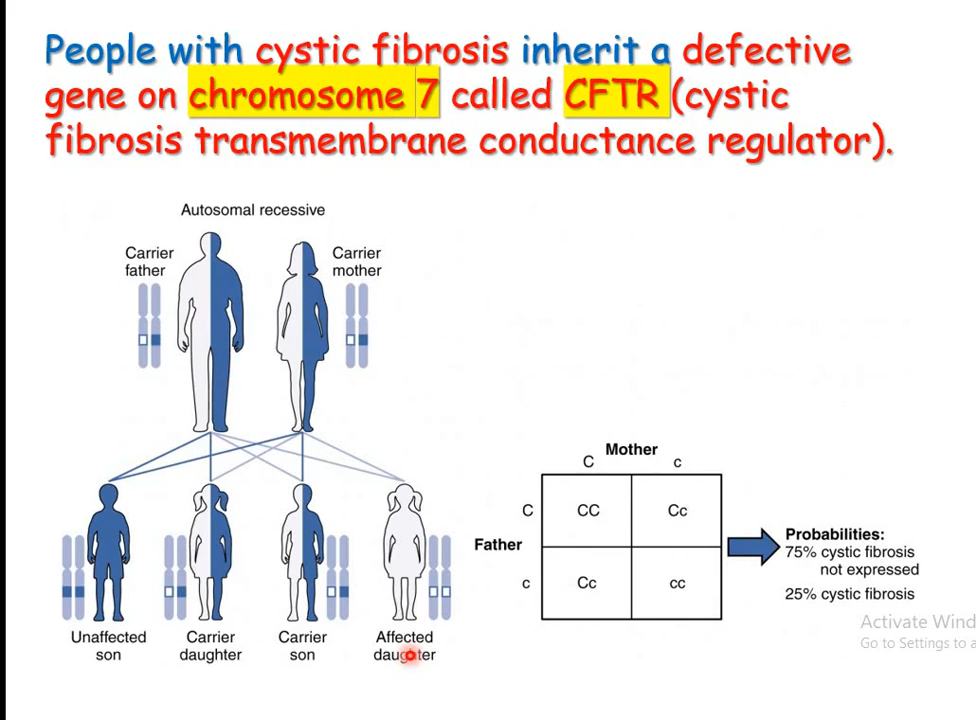 People with cystic fibrosis inherit a defective
gene on chromosome 7 called CFTR (cystic
fibrosis transmembrane conductance regulator).
Autosomal recessive
Carrier
father
Carrier
mother
Unaffected
son
Carrier
daughter
Carrier
son
Affected
daughter
Mother
C c
Father
C CC Cc
c Cc cc
Probabilities:
75% cystic fibrosis
not expressed
25% cystic fibrosis
Activate Wind
Go to Settings to a